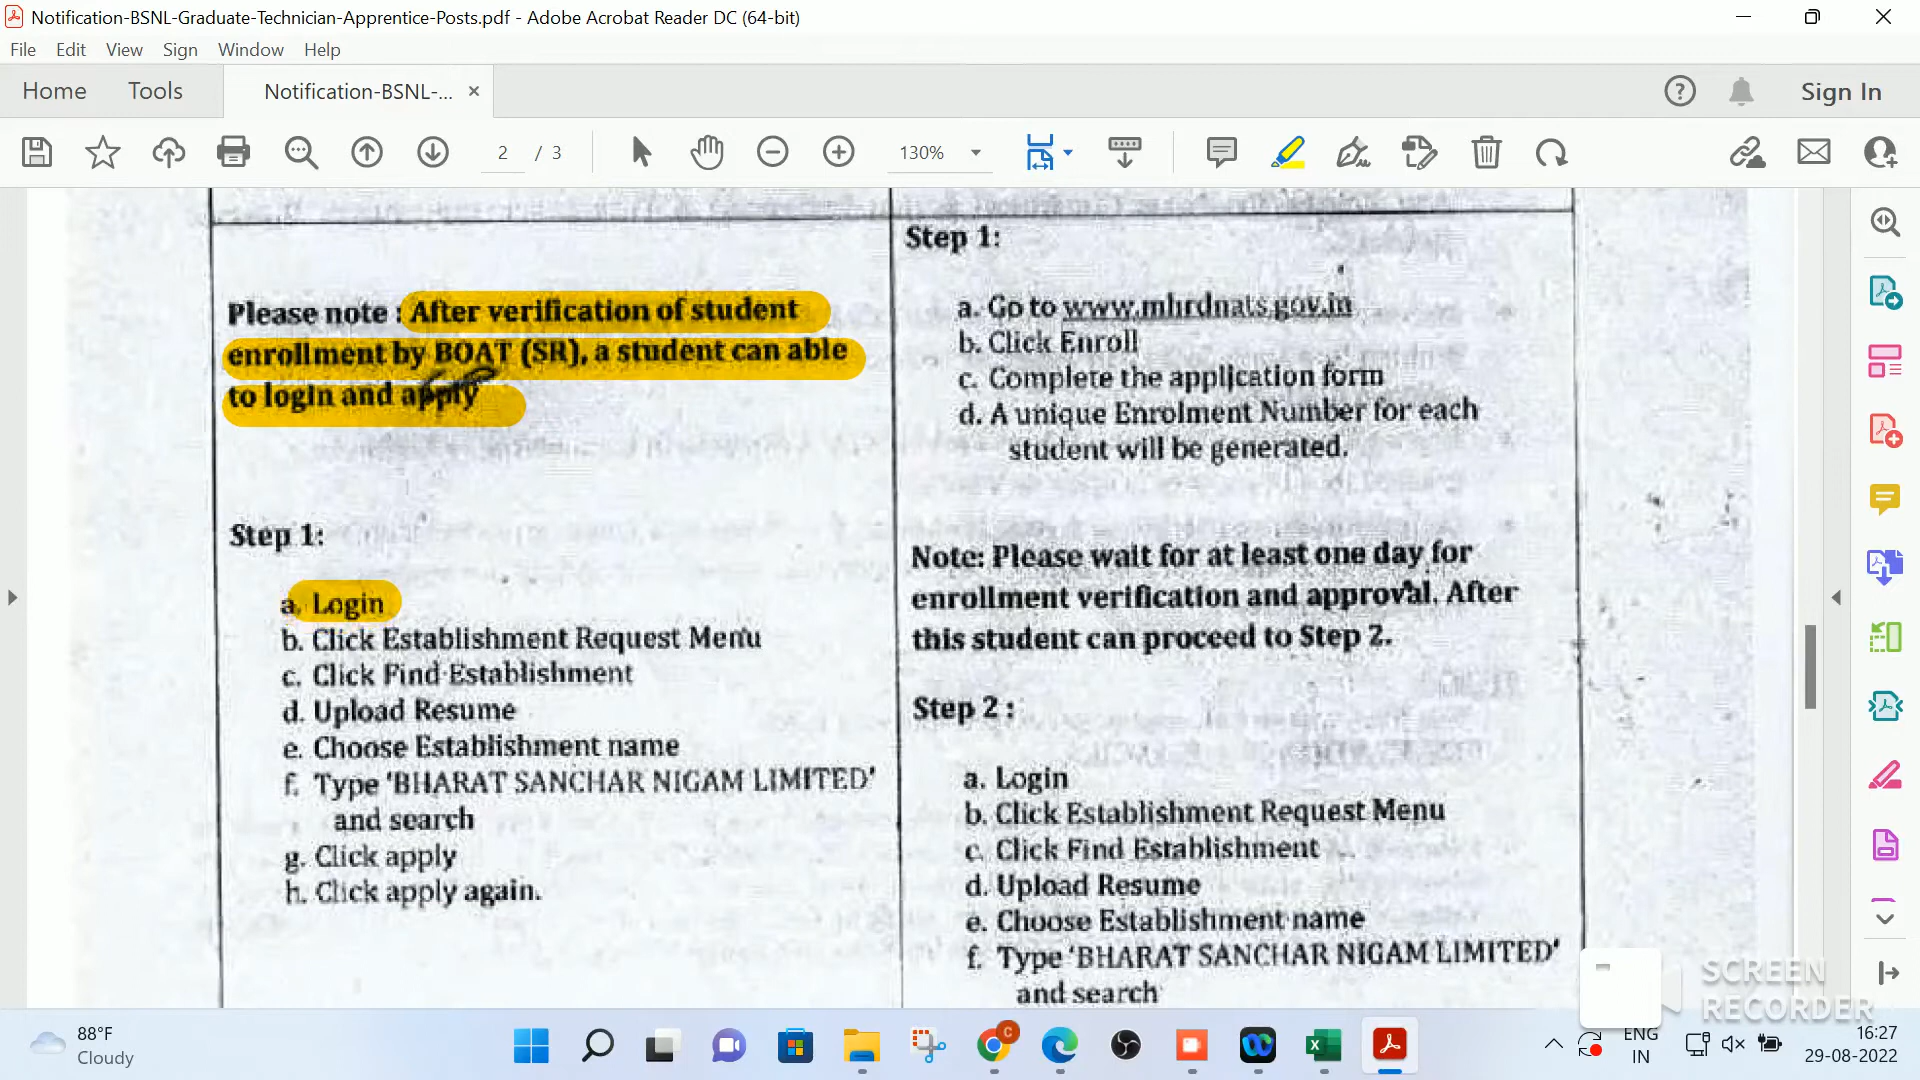 Notification-BSNL-Graduate-Technician-Apprentice-Posts.pdf - Adobe Acrobat Reader DC (64-bit)
File Edit View Sign Window Help
Home Tools Notification-BSNL-... × Sign In
2 / 3 130%
Please note : After verification of student
enrollment by BOAT (SR), a student can able
to login and apply
Step 1:
a. Login
b. Click Establishment Request Menu
c. Click Find Establishment
d. Upload Resume
e. Choose Establishment name
f. Type 'BHARAT SANCHAR NIGAM LIMITED'
and search
g. Click apply
h. Click apply again.
Step 1:
a. Go to www.mhrdnats.gov.in
b. Click Enroll
c. Complete the application form
d. A unique Enrolment Number for each
student will be generated.
Note: Please wait for at least one day for
enrollment verification and approval. After
this student can proceed to Step 2.
Step 2 :
a. Login
b. Click Establishment Request Menu
c. Click Find Establishment
d. Upload Resume
e. Choose Establishment name
f. Type 'BHARAT SANCHAR NIGAM LIMITED'
and search
SCREEN
RECORDER
88°F
Cloudy
C
ENG
IN
16:27
29-08-2022